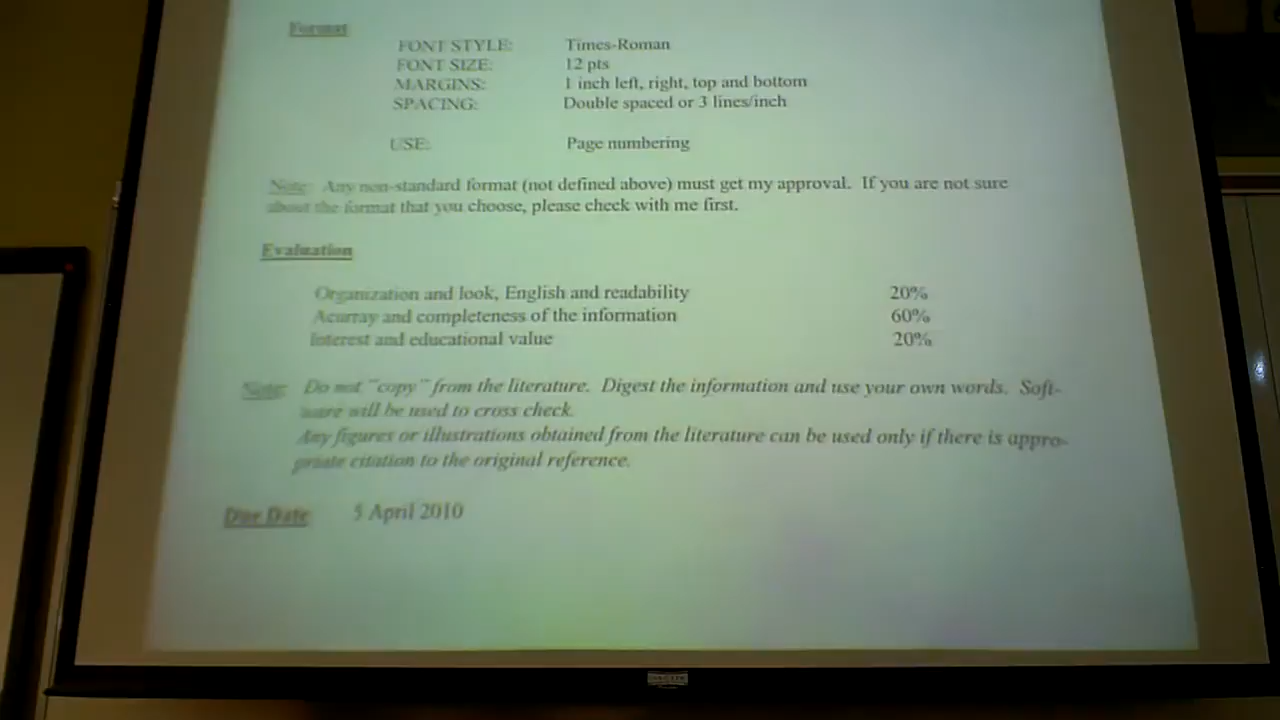 Format
FONT STYLE: Times-Roman
FONT SIZE: 12 pts
MARGINS: 1 inch left, right, top and bottom
SPACING: Double spaced or 3 lines/inch
USE: Page numbering
Note: Any non-standard format (not defined above) must get my approval. If you are not sure
about the format that you choose, please check with me first.
Evaluation
Organization and look, English and readability 20%
Acurray and completeness of the information 60%
Interest and educational value 20%
Note: Do not "copy" from the literature. Digest the information and use your own words. Soft-
ware will be used to cross check.
Any figures or illustrations obtained from the literature can be used only if there is appro-
priate citation to the original reference.
Due Date 5 April 2010